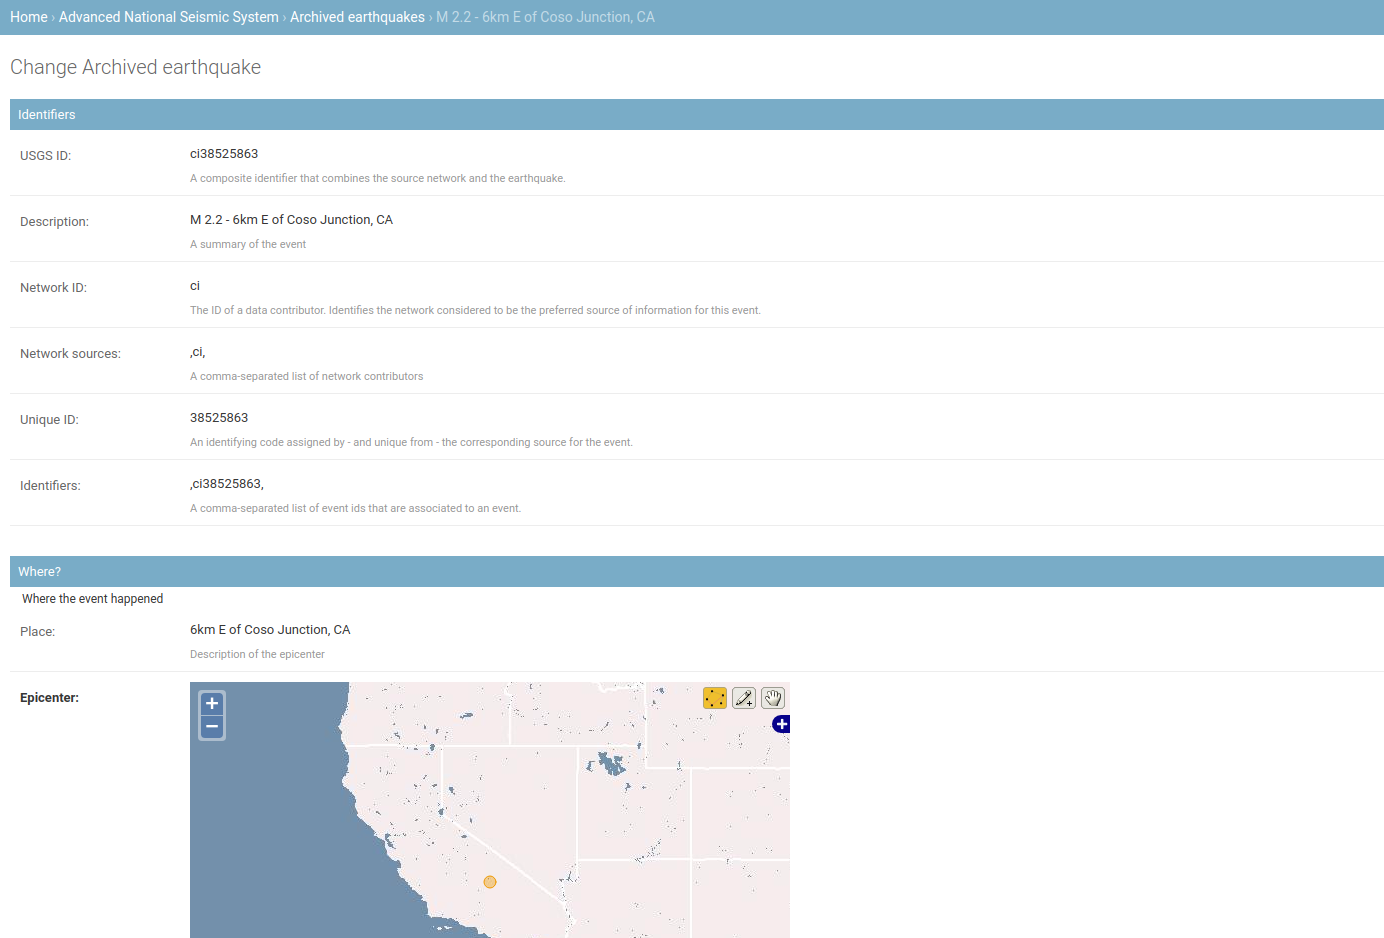 Home › Advanced National Seismic System › Archived earthquakes › M 2.2 - 6km E of Coso Junction, CA
Change Archived earthquake
Identifiers
USGS ID:
ci38525863
A composite identifier that combines the source network and the earthquake.
Description:
M 2.2 - 6km E of Coso Junction, CA
A summary of the event
Network ID:
ci
The ID of a data contributor. Identifies the network considered to be the preferred source of information for this event.
Network sources:
,ci,
A comma-separated list of network contributors
Unique ID:
38525863
An identifying code assigned by - and unique from - the corresponding source for the event.
Identifiers:
,ci38525863,
A comma-separated list of event ids that are associated to an event.
Where?
Where the event happened
Place:
6km E of Coso Junction, CA
Description of the epicenter
Epicenter:
+
−
+